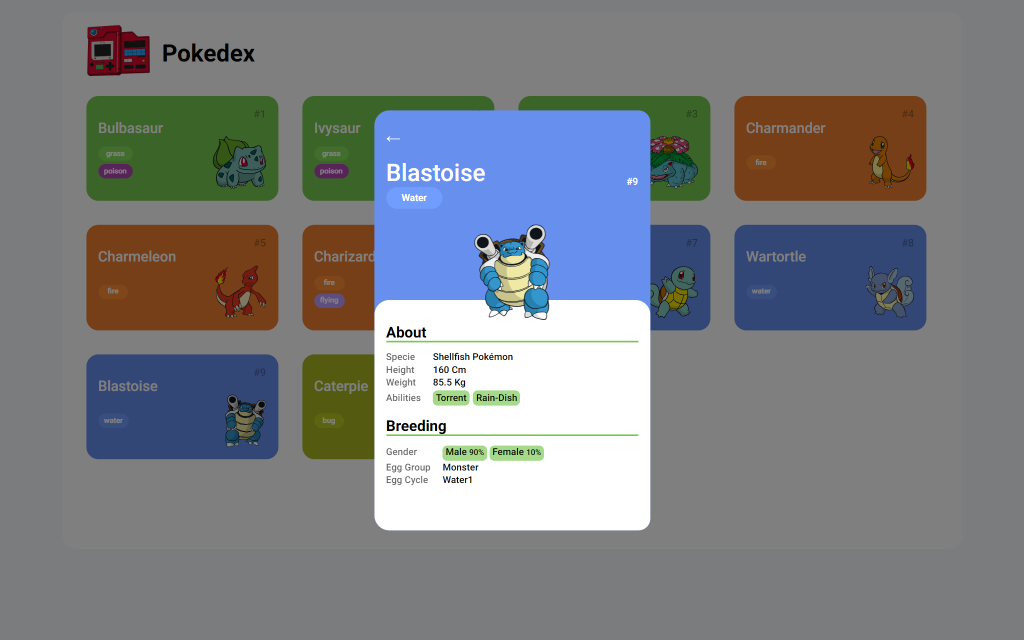 Pokedex
#1
Bulbasaur
grass
poison
Ivysaur
grass
poison
#3
#4
Charmander
fire
#5
Charmeleon
fire
Charizard
fire
flying
#7
#8
Wartortle
water
#9
Blastoise
water
Caterpie
bug
←
Blastoise
#9
Water
About
Specie Shellfish Pokémon
Height 160 Cm
Weight 85.5 Kg
Abilities Torrent Rain-Dish
Breeding
Gender Male 90% Female 10%
Egg Group Monster
Egg Cycle Water1